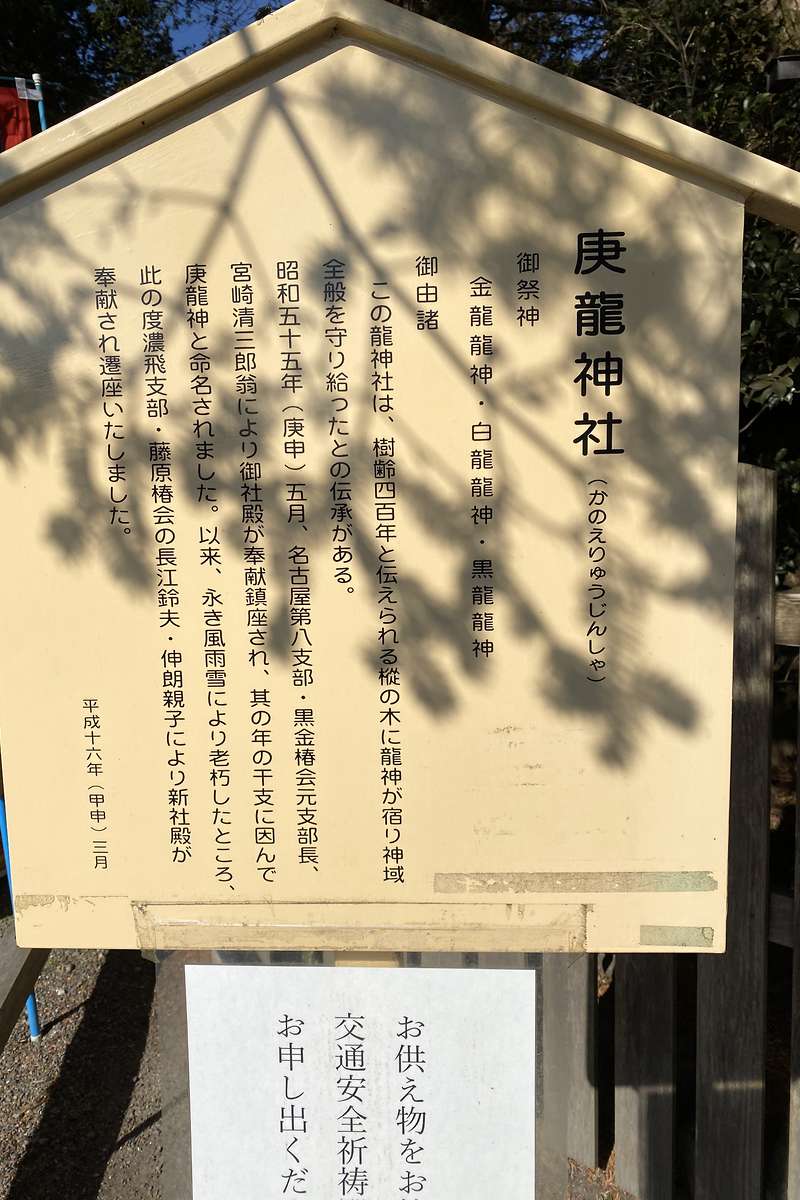 庚龍神社（かのえりゅうじんしゃ）
御祭神
金龍龍神・白龍龍神・黒龍龍神
御由諸
この龍神社は、樹齢四百年と伝えられる樅の木に龍神が宿り神域
全般を守り給ったとの伝承がある。
昭和五十五年（庚申）五月、名古屋第八支部・黒金椿会元支部長、
宮崎清三郎翁により御社殿が奉献鎮座され、其の年の干支に因んで
庚龍神と命名されました。以来、永き風雨雪により老朽したところ、
此の度濃飛支部・藤原椿会の長江鈴夫・伸朗親子により新社殿が
奉献され遷座いたしました。
平成十六年（甲申）三月
お供え物をお
交通安全祈祷
お申し出くだ